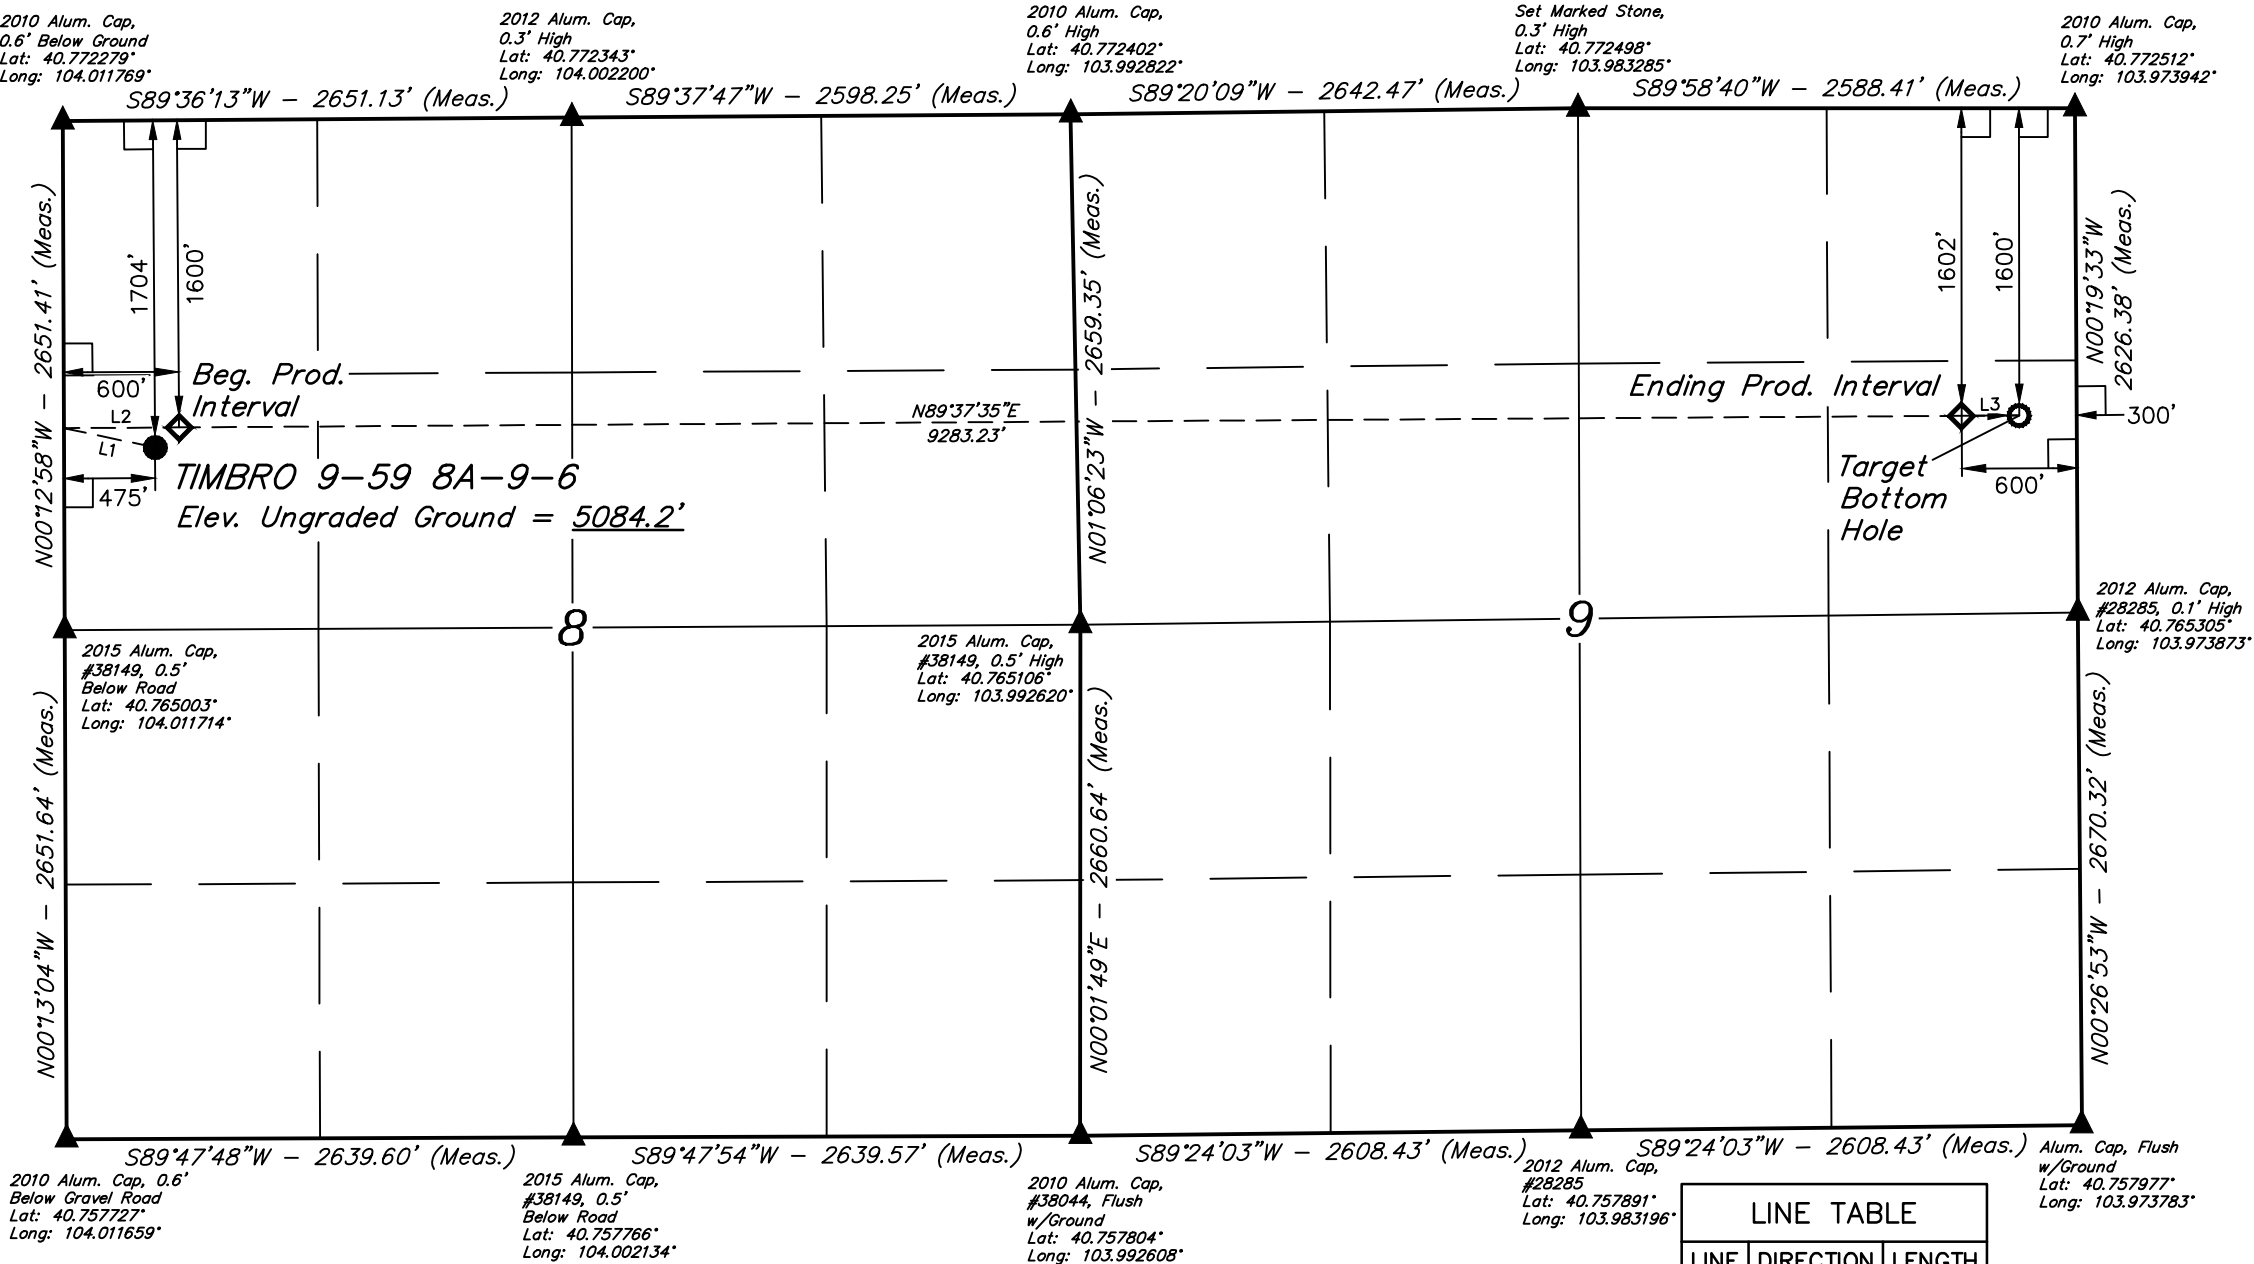 2010 Alum. Cap,
0.6' Below Ground
Lat: 40.772279°
Long: 104.011769°
2012 Alum. Cap,
0.3' High
Lat: 40.772343°
Long: 104.002200°
2010 Alum. Cap,
0.6' High
Lat: 40.772402°
Long: 103.992822°
Set Marked Stone,
0.3' High
Lat: 40.772498°
Long: 103.983285°
2010 Alum. Cap,
0.7' High
Lat: 40.772512°
Long: 103.973942°
S89°36'13"W - 2651.13' (Meas.)
S89°37'47"W - 2598.25' (Meas.)
S89°20'09"W - 2642.47' (Meas.)
S89°58'40"W - 2588.41' (Meas.)
N00°12'58"W - 2651.41' (Meas.)
1704'
1600'
N01°06'23"W - 2659.35' (Meas.)
1602'
1600'
N00°19'33"W
2626.38' (Meas.)
600'
Beg. Prod.
Interval
L2
L1
475'
TIMBRO 9-59 8A-9-6
Elev. Ungraded Ground = 5084.2'
N89°37'35"E
9283.23'
Ending Prod. Interval
L3
300'
Target
Bottom
Hole
600'
8
9
2015 Alum. Cap,
#38149, 0.5'
Below Road
Lat: 40.765003°
Long: 104.011714°
2015 Alum. Cap,
#38149, 0.5' High
Lat: 40.765106°
Long: 103.992620°
2012 Alum. Cap,
#28285, 0.1' High
Lat: 40.765305°
Long: 103.973873°
N00°13'04"W - 2651.64' (Meas.)
N00°01'49"E - 2660.64' (Meas.)
N00°26'53"W - 2670.32' (Meas.)
S89°47'48"W - 2639.60' (Meas.)
S89°47'54"W - 2639.57' (Meas.)
S89°24'03"W - 2608.43' (Meas.)
S89°24'03"W - 2608.43' (Meas.)
2010 Alum. Cap, 0.6'
Below Gravel Road
Lat: 40.757727°
Long: 104.011659°
2015 Alum. Cap,
#38149, 0.5'
Below Road
Lat: 40.757766°
Long: 104.002134°
2010 Alum. Cap,
#38044, Flush
w/Ground
Lat: 40.757804°
Long: 103.992608°
2012 Alum. Cap,
#28285
Lat: 40.757891°
Long: 103.983196°
Alum. Cap, Flush
w/Ground
Lat: 40.757977°
Long: 103.973783°
LINE TABLE
LINE DIRECTION LENGTH